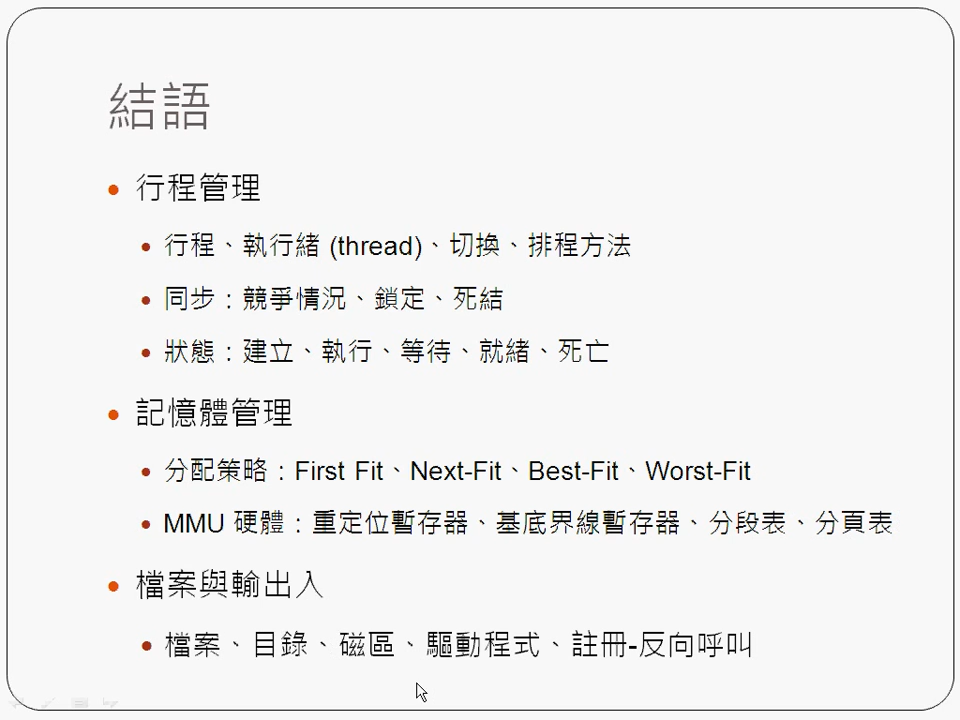 結語
行程管理
行程、執行緒 (thread)、切換、排程方法
同步：競爭情況、鎖定、死結
狀態：建立、執行、等待、就緒、死亡
記憶體管理
分配策略：First Fit、Next-Fit、Best-Fit、Worst-Fit
MMU 硬體：重定位暫存器、基底界線暫存器、分段表、分頁表
檔案與輸出入
檔案、目錄、磁區、驅動程式、註冊-反向呼叫